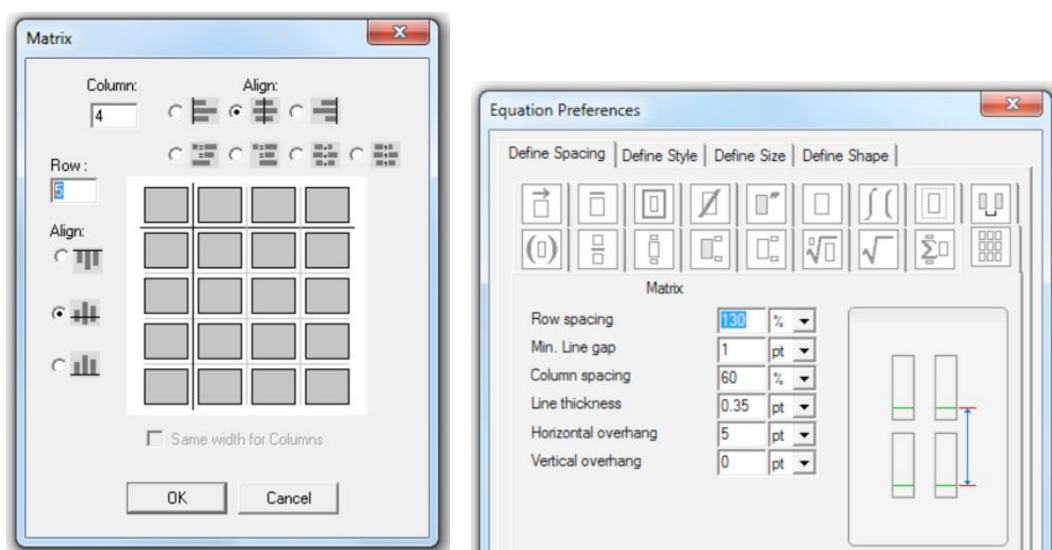 Matrix
Column:
Align:
4
Row :
5
Align:
Same width for Columns
OK
Cancel
Equation Preferences
Define Spacing
Define Style
Define Size
Define Shape
Matrix
Row spacing 130 %
Min. Line gap 1 pt
Column spacing 60 %
Line thickness 0.35 pt
Horizontal overhang 5 pt
Vertical overhang 0 pt